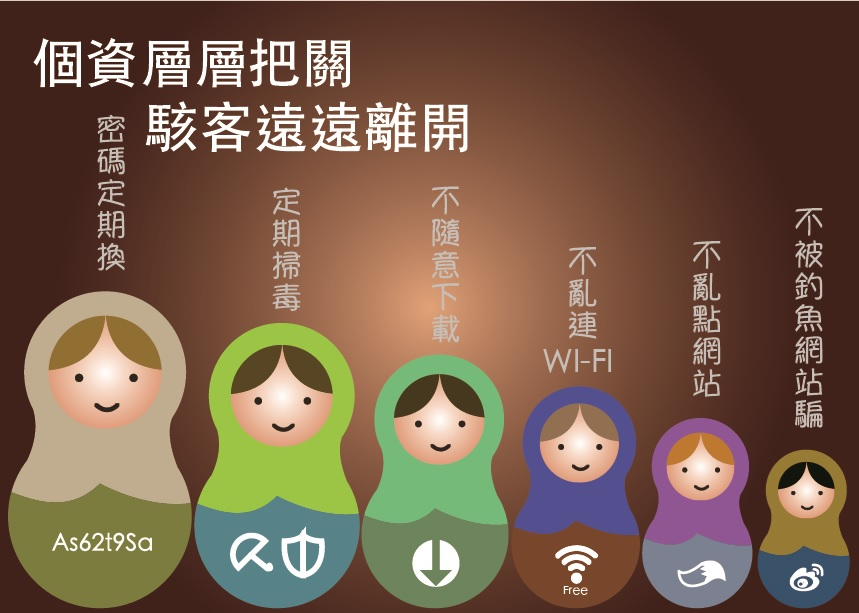 個資層層把關
駭客遠遠離開
密碼定期換
定期掃毒
不隨意下載
不亂連
WI-FI
不亂點網站
不被釣魚網站騙
As62t9Sa
Free